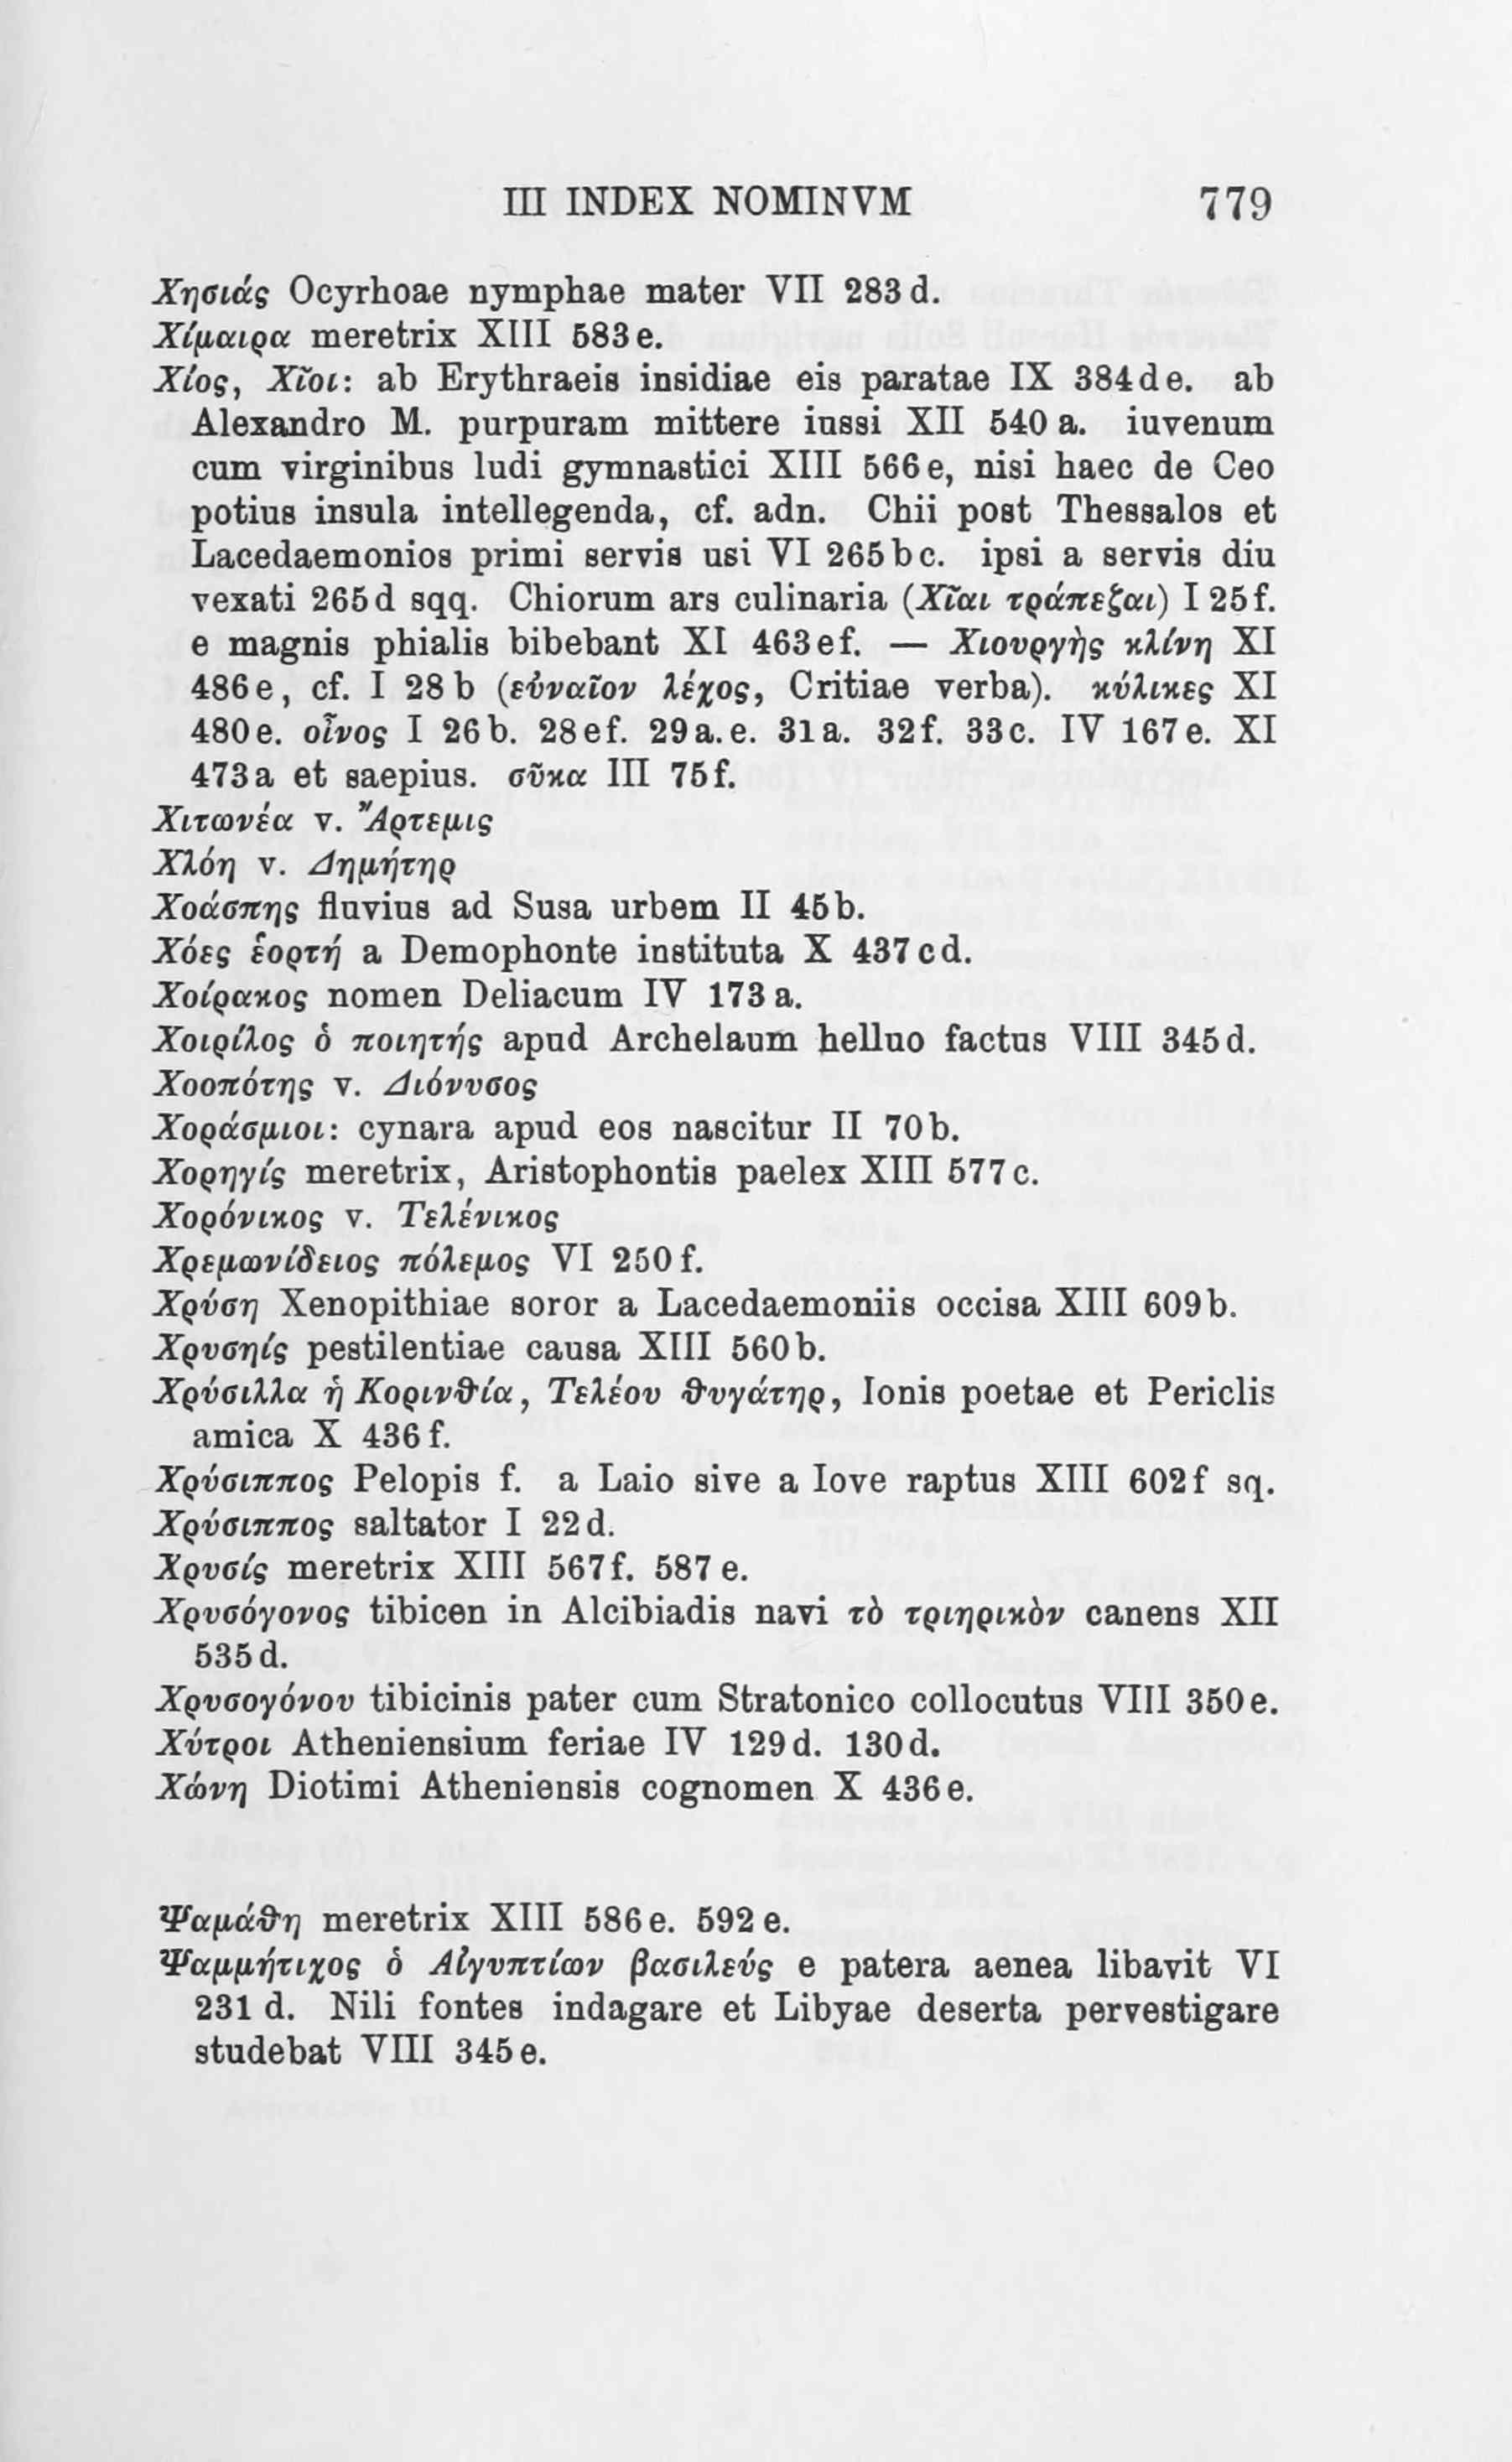 III INDEX NOMINVM 779
Χησιάς Ocyrhoae nymphae mater VII 283 d.
Χίμαιρα meretrix XIII 583 e.
Χίος, Χῖοι: ab Erythraeis insidiae eis paratae IX 384 d e. ab
Alexandro M. purpuram mittere iussi XII 540 a. iuvenum
cum virginibus ludi gymnastici XIII 566 e, nisi haec de Ceo
potius insula intellegenda, cf. adn. Chii post Thessalos et
Lacedaemonios primi servis usi VI 265 b c. ipsi a servis diu
vexati 265 d sqq. Chiorum ars culinaria (Χῖαι τράπεζαι) I 25 f.
e magnis phialis bibebant XI 463 e f. — Χιουργὴς κλίνη XI
486 e, cf. I 28 b (εὐναῖον λέχος, Critiae verba). κύλικες XI
480 e. οἶνος I 26 b. 28 e f. 29 a. e. 31 a. 32 f. 33 c. IV 167 e. XI
473 a et saepius. σῦκα III 75 f.
Χιτωνέα v. Ἄρτεμις
Χλόη v. Δημήτηρ
Χοάσπης fluvius ad Susa urbem II 45 b.
Χόες ἑορτή a Demophonte instituta X 437 c d.
Χοίρακος nomen Deliacum IV 173 a.
Χοιρίλος ὁ ποιητής apud Archelaum helluo factus VIII 345 d.
Χοοπότης v. Διόνυσος
Χοράσμιοι: cynara apud eos nascitur II 70 b.
Χορηγίς meretrix, Aristophontis paelex XIII 577 c.
Χορόνικος v. Τελένικος
Χρεμωνίδειος πόλεμος VI 250 f.
Χρύση Xenopithiae soror a Lacedaemoniis occisa XIII 609 b.
Χρυσηίς pestilentiae causa XIII 560 b.
Χρύσιλλα ἡ Κορινθία, Τελέου θυγάτηρ, Ionis poetae et Periclis
amica X 436 f.
Χρύσιππος Pelopis f. a Laio sive a Iove raptus XIII 602 f sq.
Χρύσιππος saltator I 22 d.
Χρυσίς meretrix XIII 567 f. 587 e.
Χρυσόγονος tibicen in Alcibiadis navi τὸ τριηρικὸν canens XII
535 d.
Χρυσογόνου tibicinis pater cum Stratonico collocutus VIII 350 e.
Χύτροι Atheniensium feriae IV 129 d. 130 d.
Χώνη Diotimi Atheniensis cognomen X 436 e.
Ψαμάθη meretrix XIII 586 e. 592 e.
Ψαμμήτιχος ὁ Αἰγυπτίων βασιλεύς e patera aenea libavit VI
231 d. Nili fontes indagare et Libyae deserta pervestigare
studebat VIII 345 e.